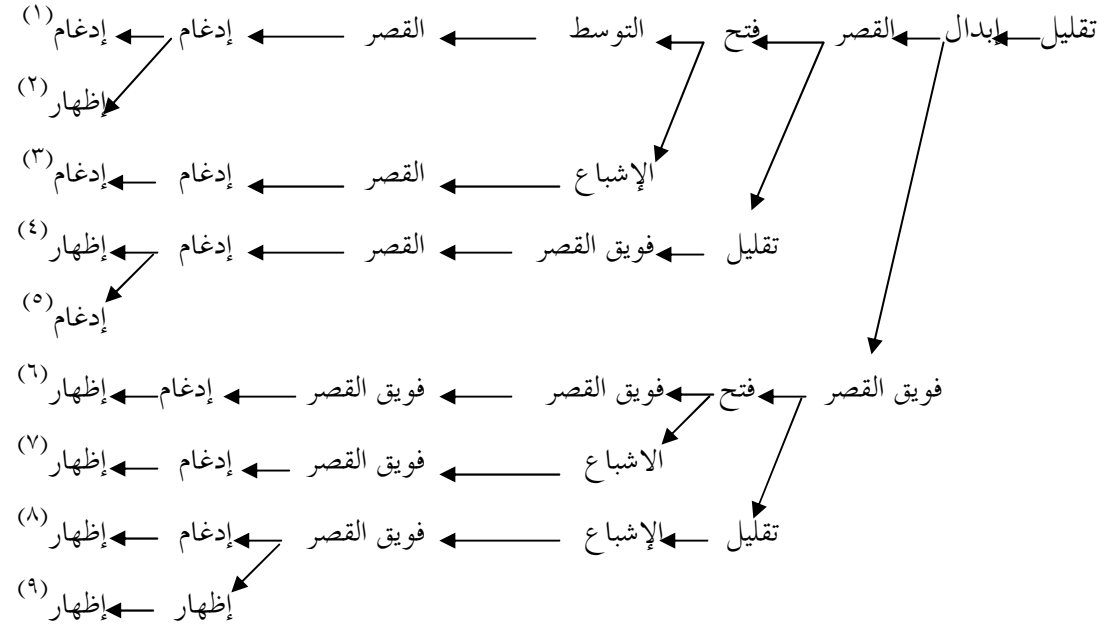 تقليل إبدال القصر فتح التوسط القصر إدغام إدغام(١)
إظهار(٢)
الإشباع القصر إدغام إدغام(٣)
تقليل فويق القصر القصر إدغام إظهار(٤)
إدغام(٥)
فويق القصر فتح فويق القصر فويق القصر إدغام إظهار(٦)
الاشباع فويق القصر إدغام إظهار(٧)
تقليل الإشباع فويق القصر إدغام إظهار(٨)
إظهار إظهار(٩)